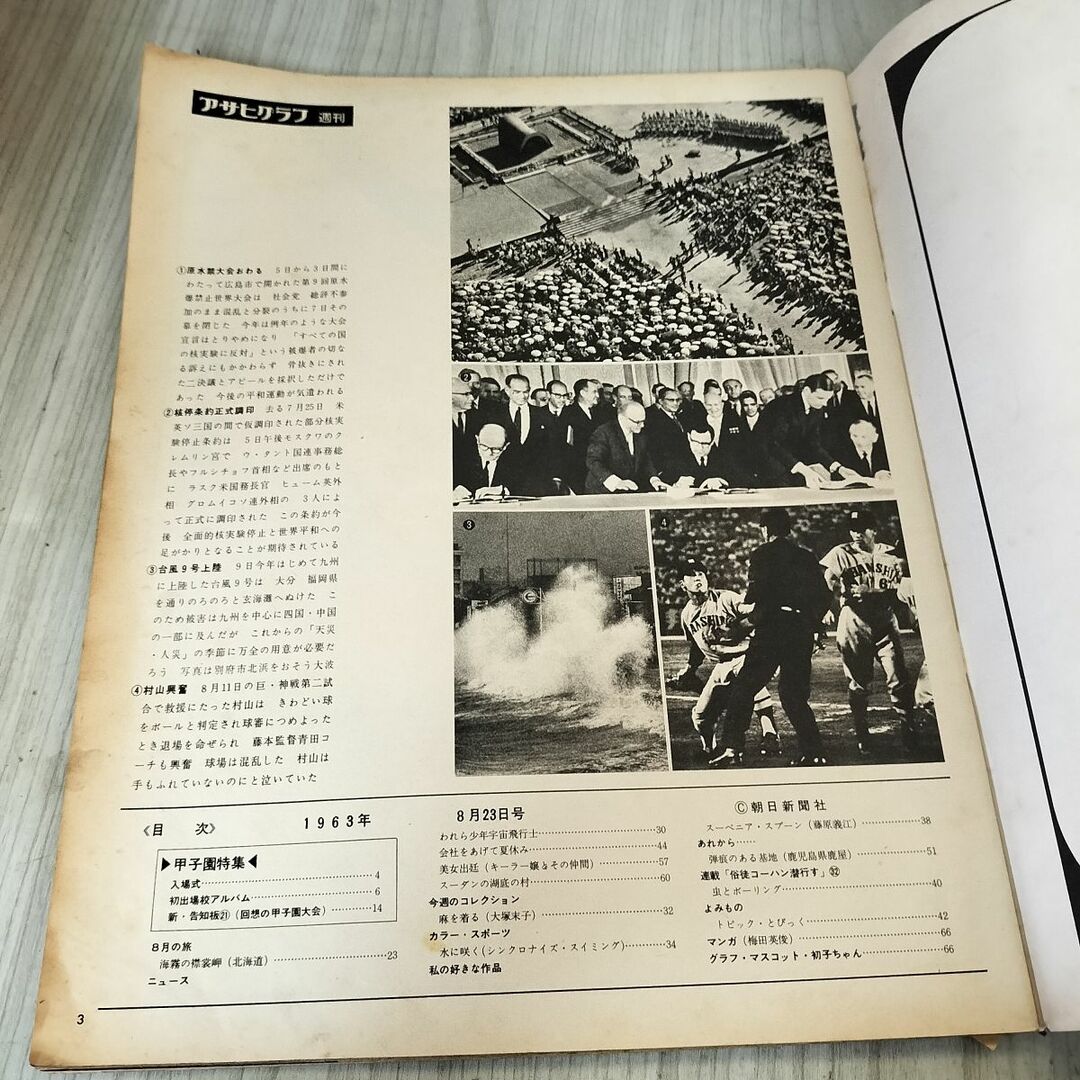 アサヒグラフ 週刊
①原水禁大会おわる 5日から3日間に
わたって広島市で開かれた第9回原水
爆禁止世界大会は 社会党 総評不参
加のまま混乱と分裂のうちに7日その
幕を閉じた 今年は例年のような大会
宣言はとりやめになり 「すべての国
の核実験に反対」という被爆者の切な
る訴えにもかかわらず 骨抜きにされ
た二決議とアピールを採択しただけで
あった 今後の平和運動が気遣われる
②核停条約正式調印 去る7月25日 米
英ソ三国の間で仮調印された部分核実
験停止条約は 5日午後モスクワのク
レムリン宮で ウ・タント国連事務総
長やフルシチョフ首相など出席のもと
に ラスク米国務長官 ヒューム英外
相 グロムイコソ連外相の 3人によ
って正式に調印された この条約が今
後 全面的核実験停止と世界平和への
足がかりとなることが期待されている
③台風9号上陸 9日今年はじめて九州
に上陸した台風9号は 大分 福岡県
を通りのろのろと玄海灘へぬけた こ
のため被害は九州を中心に四国・中国
の一部に及んだが これからの「天災
・人災」の季節に万全の用意が必要だ
ろう 写真は別府市北浜をおそう大波
④村山興奮 8月11日の巨・神戦第二試
合で救援にたった村山は きわどい球
をボールと判定され球審につめよった
とき退場を命ぜられ 藤本監督青田コ
ーチも興奮 球場は混乱した 村山は
手もふれていないのにと泣いていた
②
③
④
HANSHIN
76
《目 次》 1963年 8月23日号 Ⓒ朝日新聞社
▶甲子園特集◀
入場式 4
初出場校アルバム 6
新・告知板㉑(回想の甲子園大会) 14
8月の旅
海霧の襟裳岬(北海道) 23
ニュース
われら少年宇宙飛行士 30
会社をあげて夏休み 44
美女出廷(キーラー嬢とその仲間) 57
スーダンの湖底の村 60
今週のコレクション
麻を着る(大塚末子) 32
カラー・スポーツ
水に咲く(シンクロナイズ・スイミング) 34
私の好きな作品
スーベニア・スプーン(藤原義江) 38
あれから……
弾痕のある基地(鹿児島県鹿屋) 51
連載「俗徒コーハン潜行す」㉜
虫とボーリング 40
よみもの
トピック・とぴっく 42
マンガ(梅田英俊) 66
グラフ・マスコット・初子ちゃん 66
3